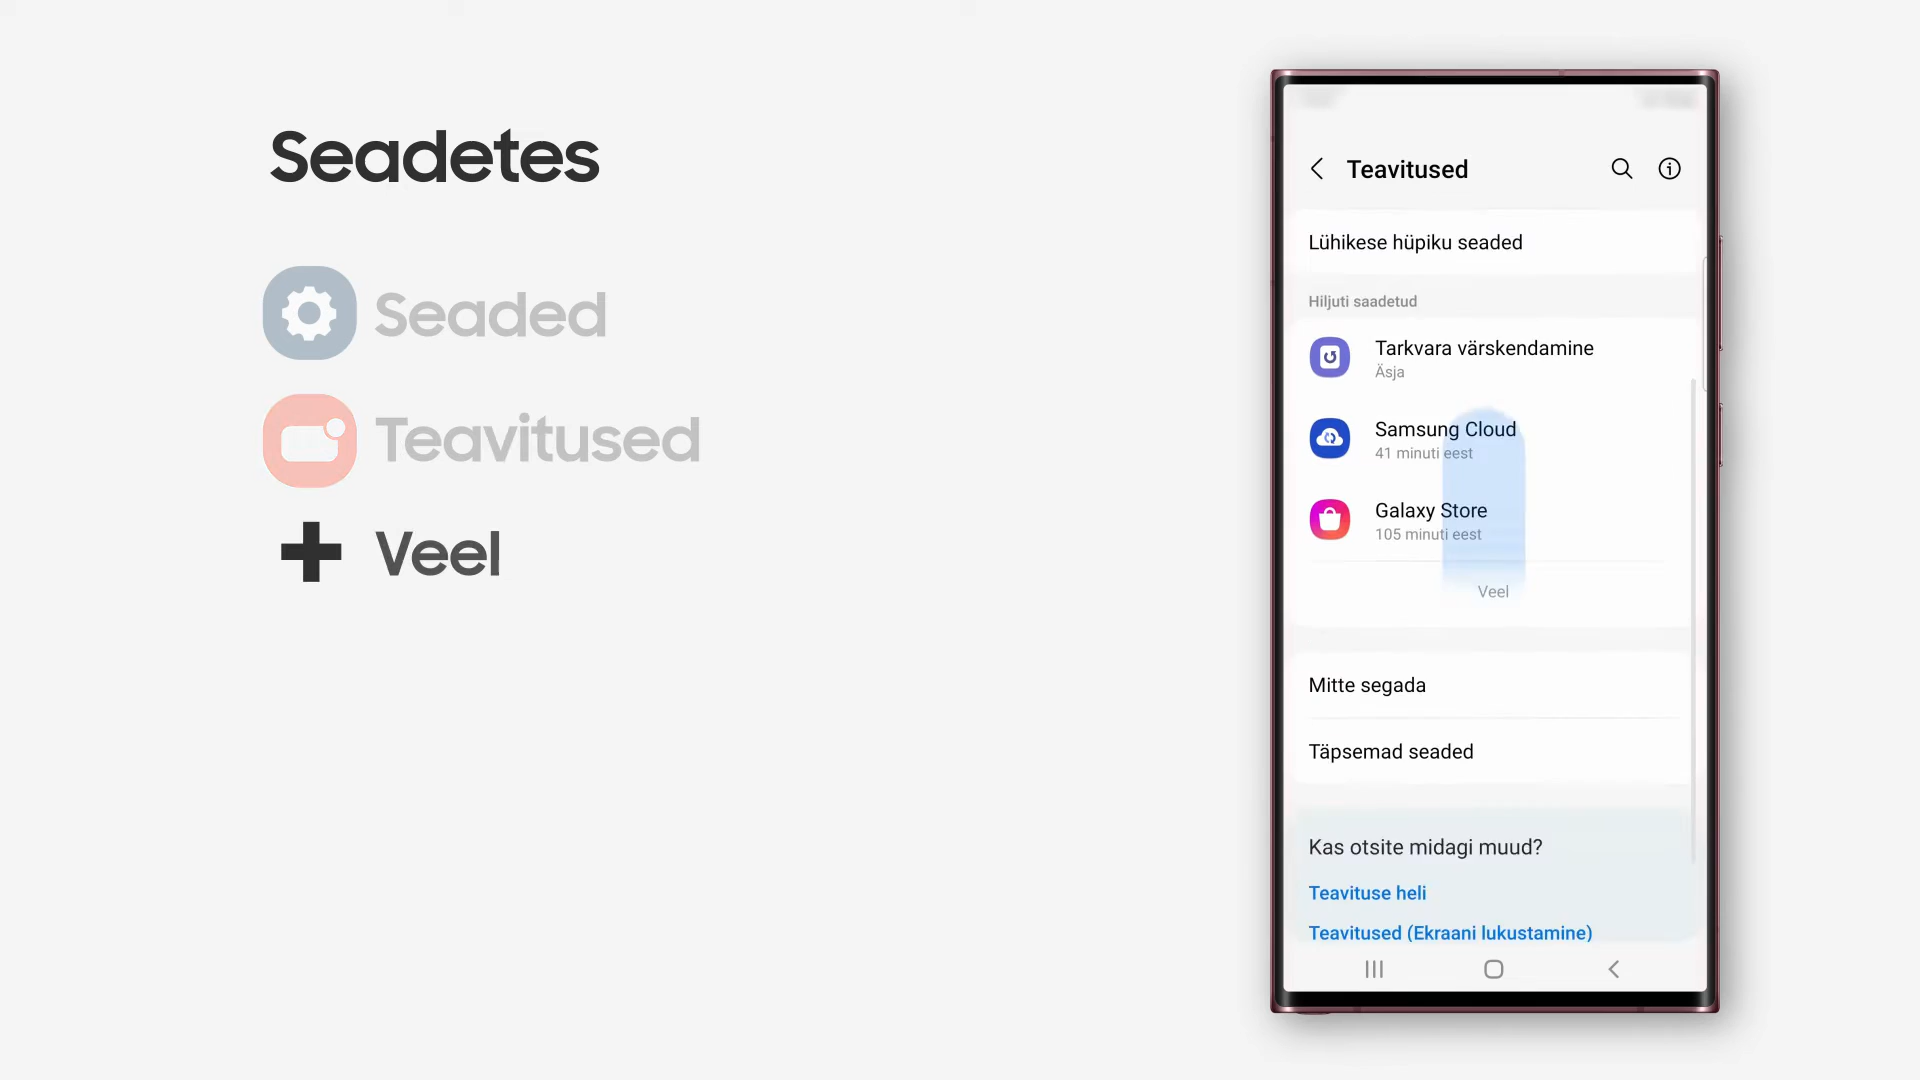 Seadetes
Seaded
Teavitused
Veel
Teavitused
Lühikese hüpiku seaded
Hiljuti saadetud
Tarkvara värskendamine
Äsja
Samsung Cloud
41 minuti eest
Galaxy Store
105 minuti eest
Veel
Mitte segada
Täpsemad seaded
Kas otsite midagi muud?
Teavituse heli
Teavitused (Ekraani lukustamine)